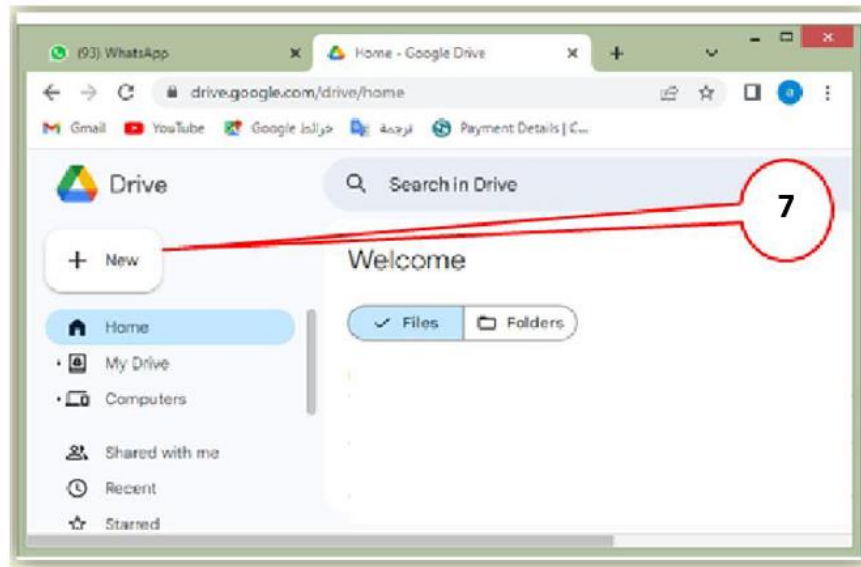 (93) WhatsApp
Home - Google Drive
drive.google.com/drive/home
a
Gmail YouTube خرائط Google ترجمة Payment Details | C...
Drive
Search in Drive
7
New
Welcome
Home
Files Folders
My Drive
Computers
Shared with me
Recent
Starred